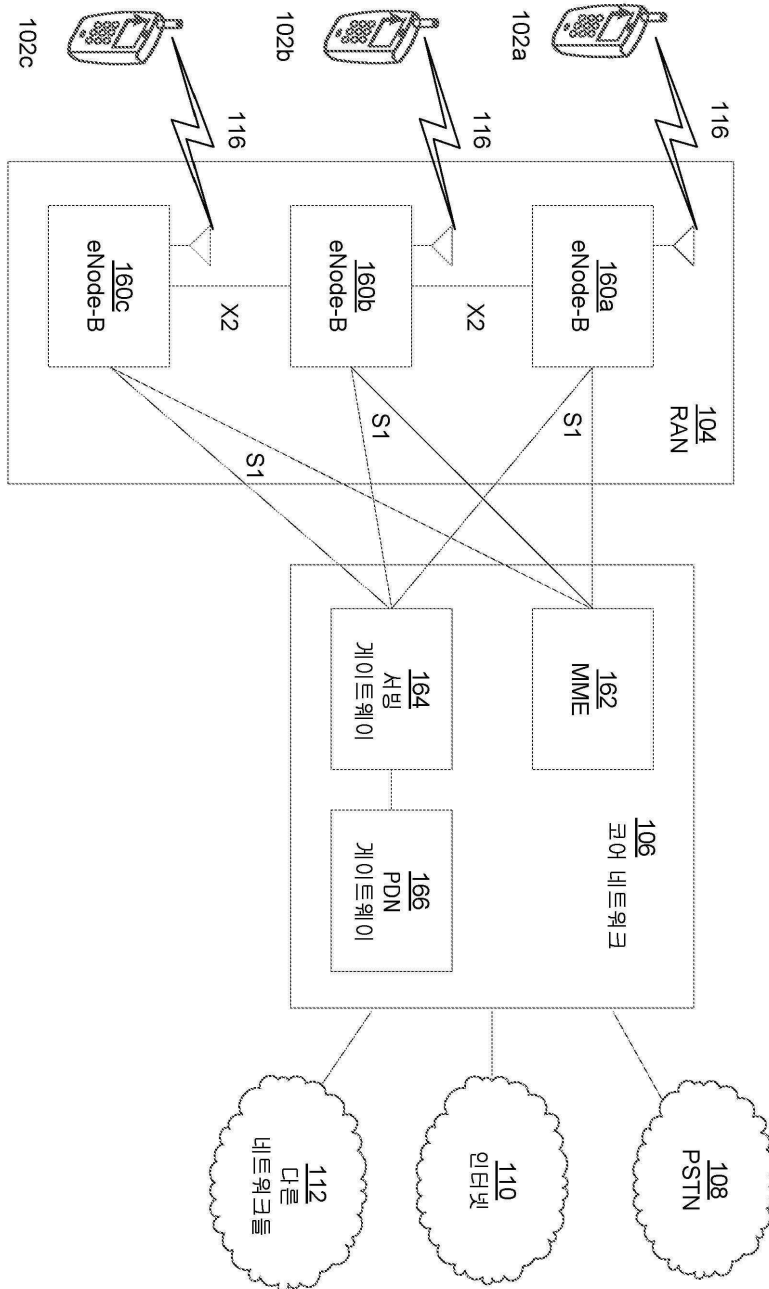 102a
102b
102c
116
116
116
104
RAN
160a
eNode-B
160b
eNode-B
160c
eNode-B
X2
X2
S1
S1
S1
106
코어 네트워크
162
MME
164
서빙
게이트웨이
166
PDN
게이트웨이
108
PSTN
110
인터넷
112
다른
네트워크들